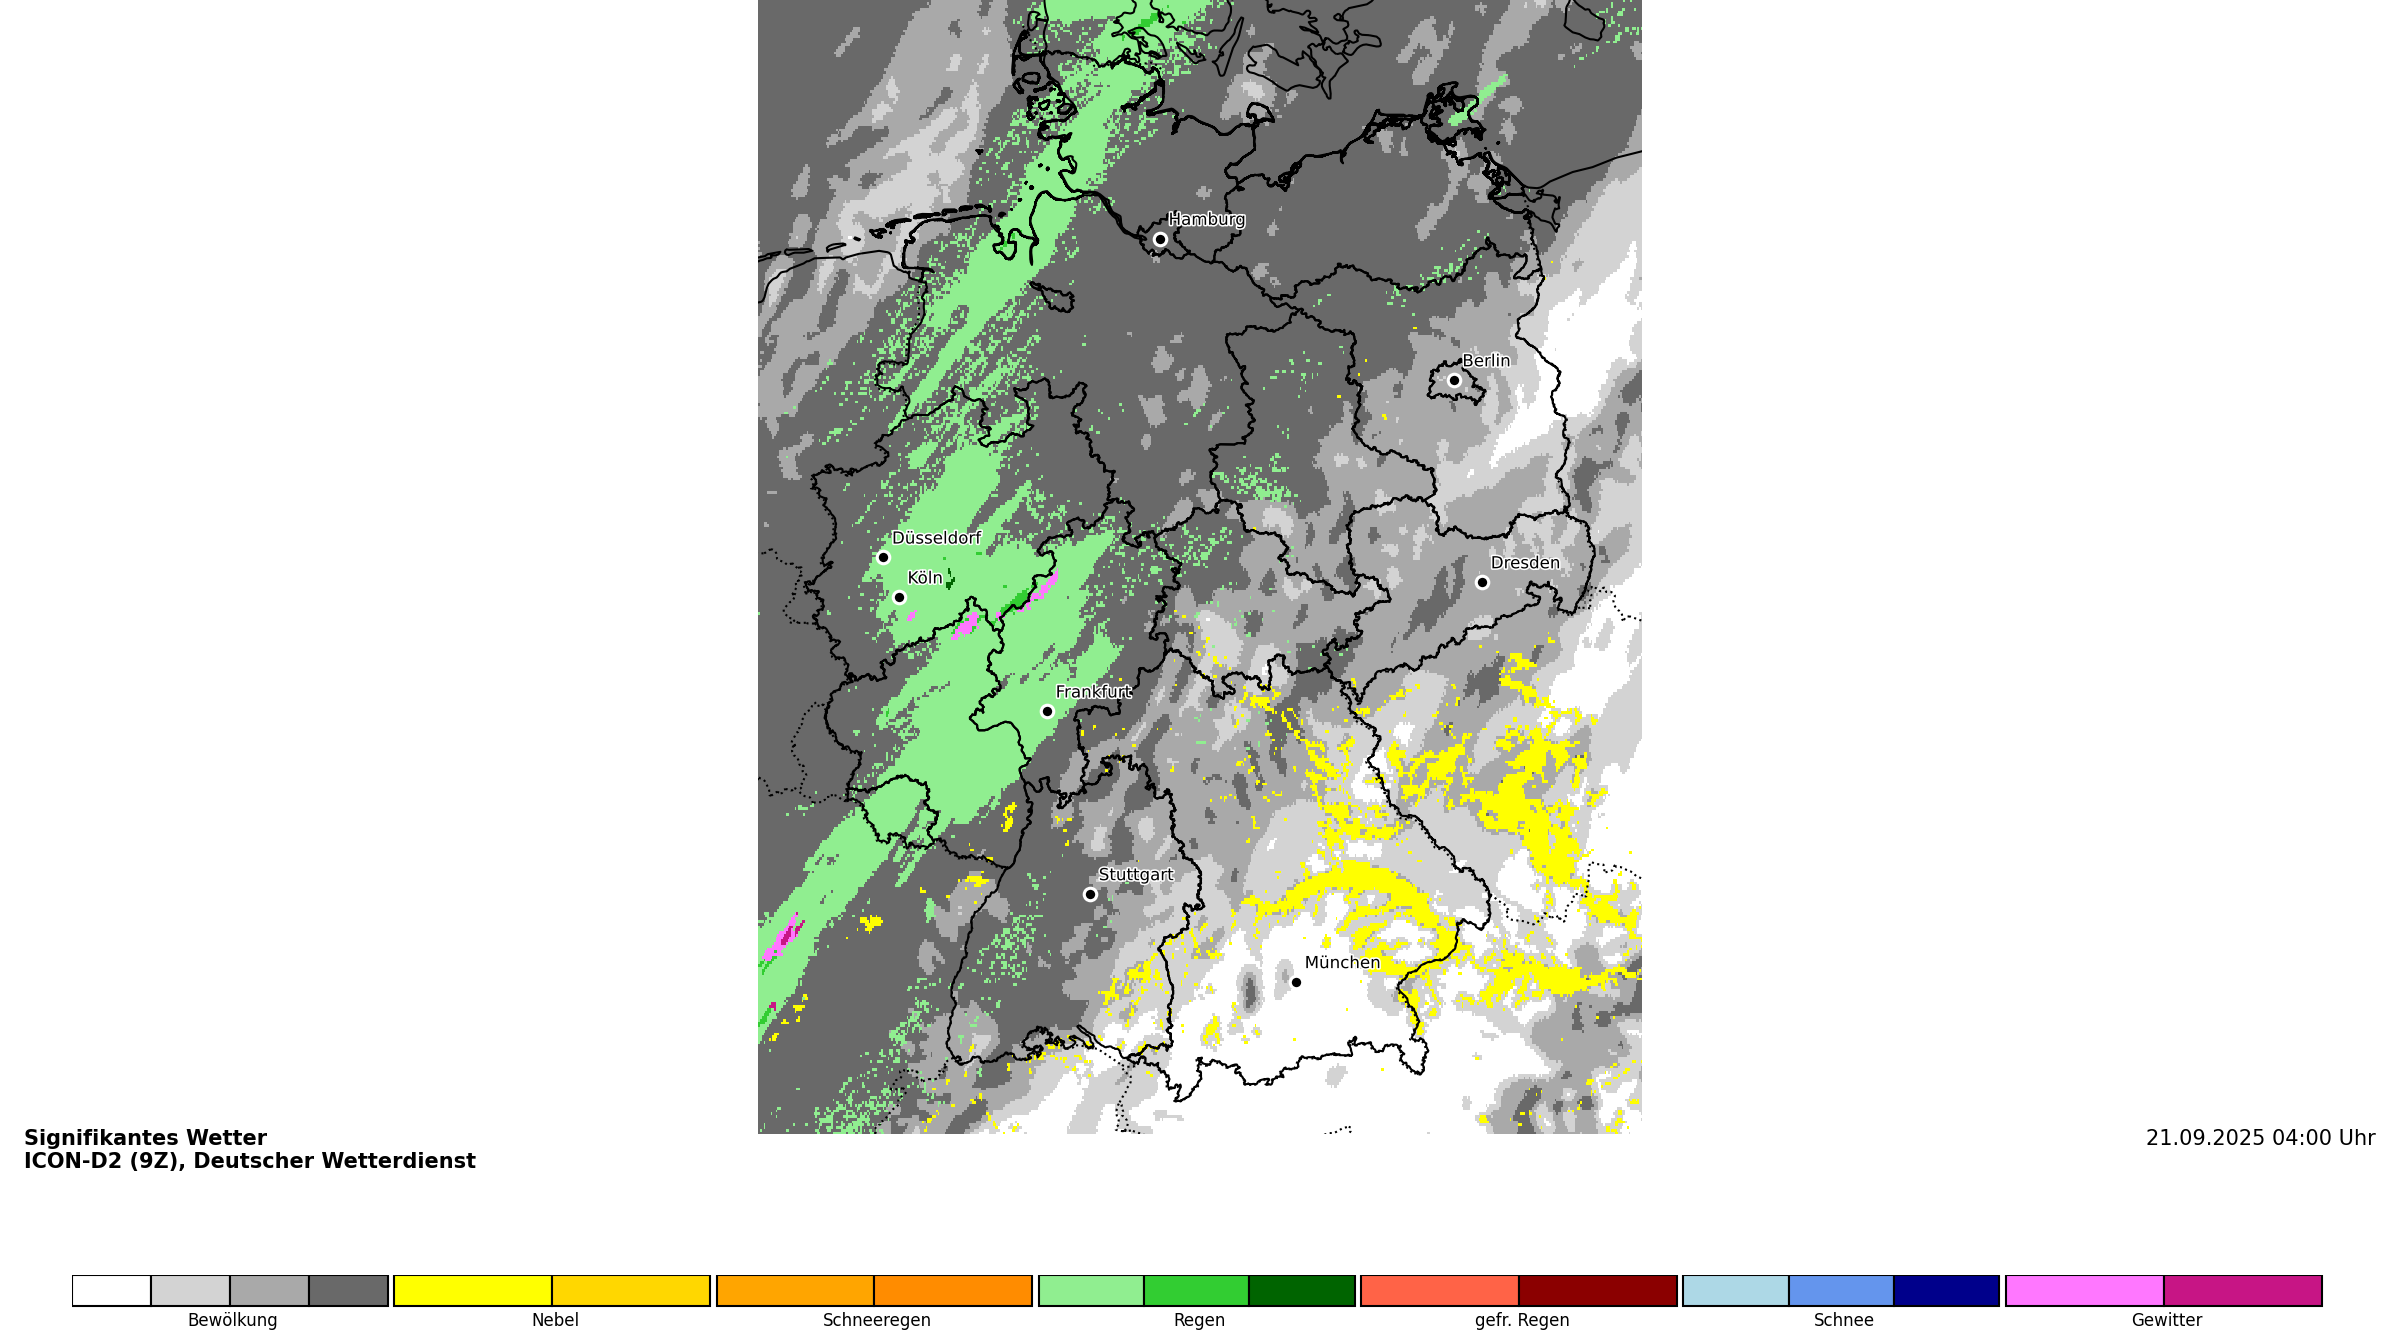 Hamburg
Berlin
Düsseldorf
Köln
Dresden
Frankfurt
Stuttgart
München
Signifikantes Wetter
ICON-D2 (9Z), Deutscher Wetterdienst
21.09.2025 04:00 Uhr
Bewölkung
Nebel
Schneeregen
Regen
gefr. Regen
Schnee
Gewitter